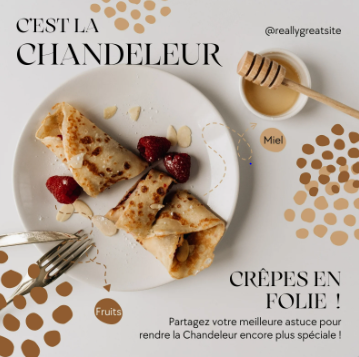 C'EST LA
CHANDELEUR
@reallygreatsite
Miel
Fruits
CRÊPES EN
FOLIE !
Partagez votre meilleure astuce pour
rendre la Chandeleur encore plus spéciale !